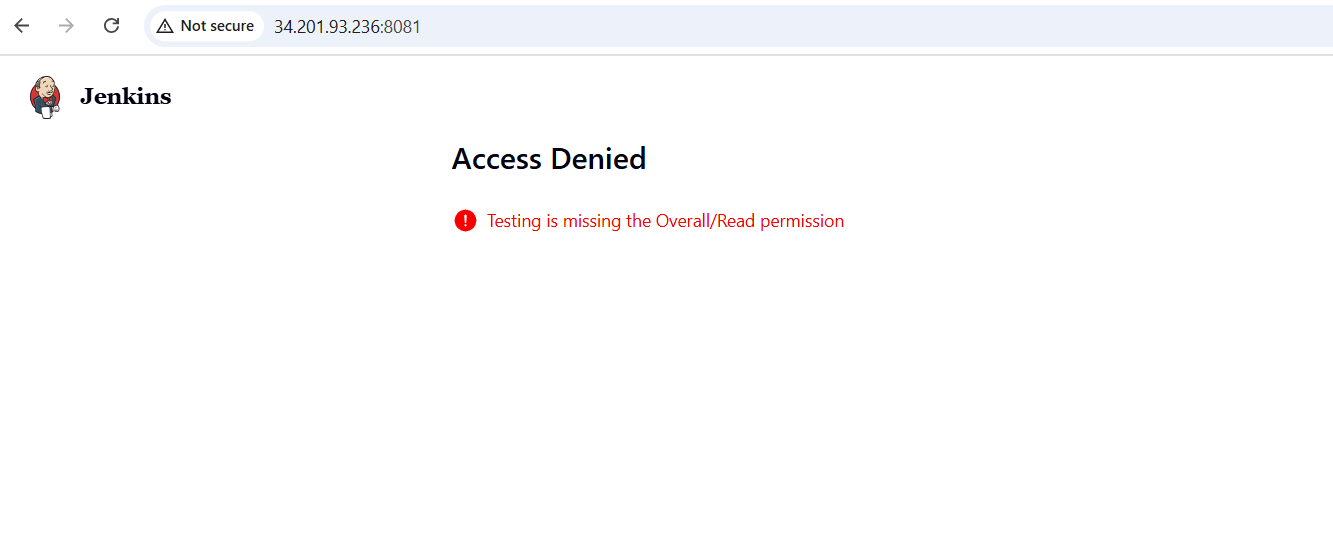 Not secure 34.201.93.236:8081
Jenkins
Access Denied
Testing is missing the Overall/Read permission